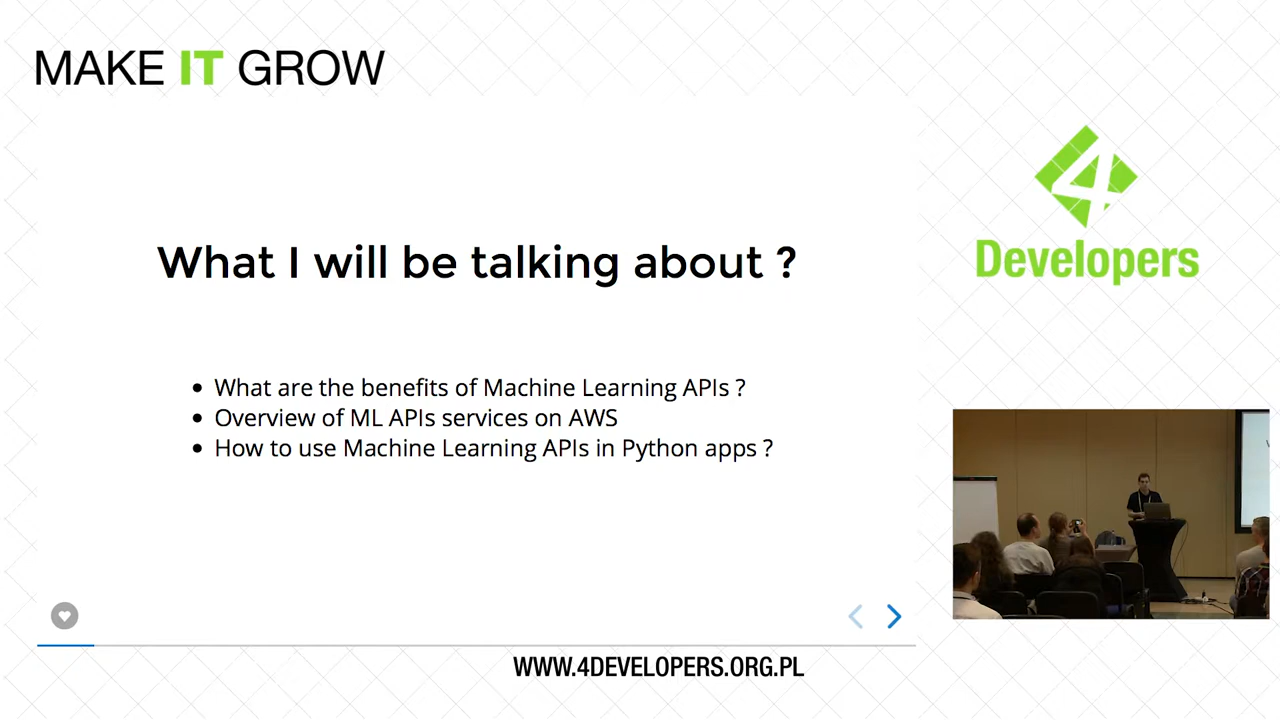 MAKE IT GROW
4
Developers
What I will be talking about ?
• What are the benefits of Machine Learning APIs ?
• Overview of ML APIs services on AWS
• How to use Machine Learning APIs in Python apps ?
WWW.4DEVELOPERS.ORG.PL